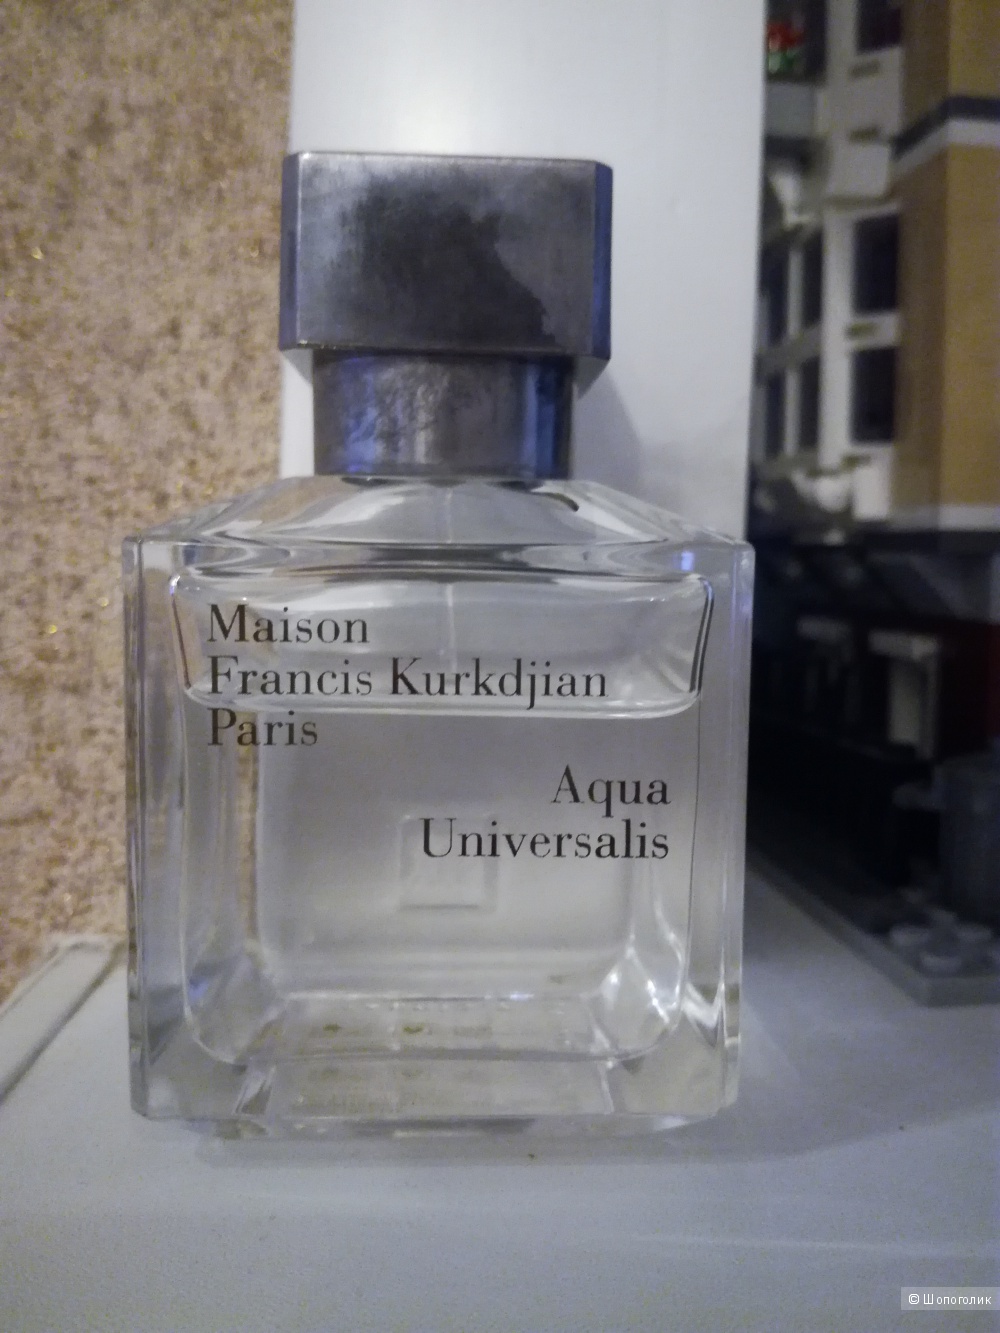 Maison
Francis Kurkdjian
Paris
Aqua
Universalis
© Шопоголик